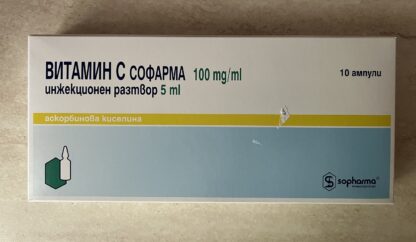 ВИТАМИН С СОФАРМА 100 mg/ml
10 ампули
инжекционен разтвор 5 ml
аскорбинова киселина
sopharma